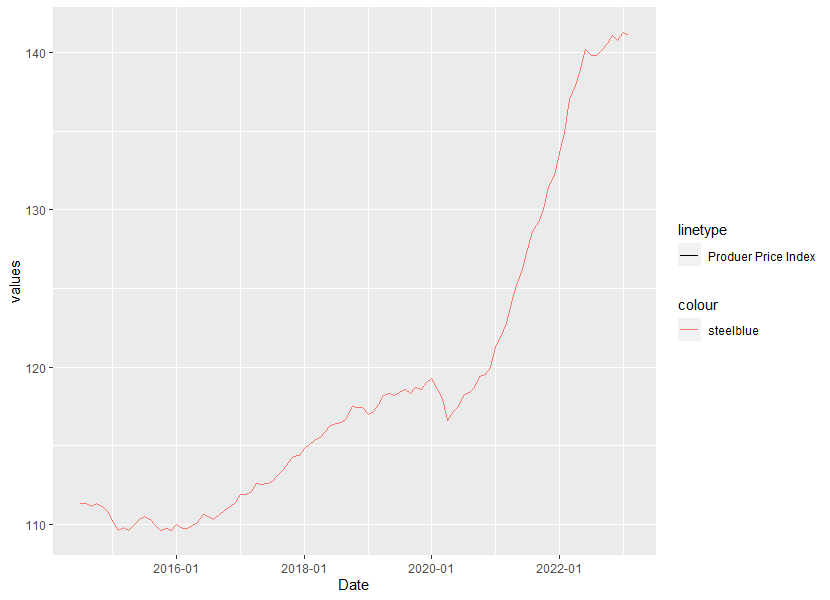 140
130
120
110
values
2016-01
2018-01
2020-01
2022-01
Date
linetype
Produer Price Index
colour
steelblue